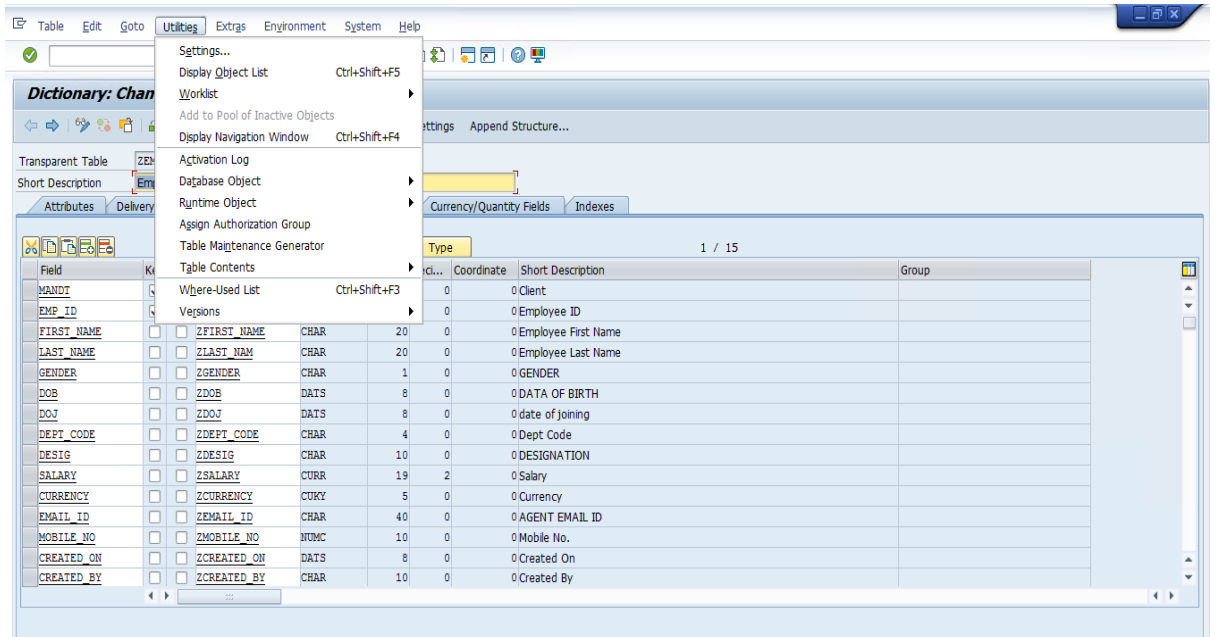 Table Edit Goto Utilities Extras Environment System Help
Settings...
Display Object List Ctrl+Shift+F5
Dictionary: Chan
Worklist
Add to Pool of Inactive Objects
Display Navigation Window Ctrl+Shift+F4
ettings Append Structure...
Transparent Table ZEM
Activation Log
Short Description Em
Database Object
Runtime Object
Attributes Delivery Currency/Quantity Fields Indexes
Assign Authorization Group
Table Maintenance Generator
Type 1 / 15
Table Contents
Field Ke eci... Coordinate Short Description Group
Where-Used List Ctrl+Shift+F3
MANDT 0 0 Client
Versions
EMP_ID 0 0 Employee ID
FIRST_NAME ZFIRST_NAME CHAR 20 0 0 Employee First Name
LAST_NAME ZLAST_NAM CHAR 20 0 0 Employee Last Name
GENDER ZGENDER CHAR 1 0 0 GENDER
DOB ZDOB DATS 8 0 0 DATA OF BIRTH
DOJ ZDOJ DATS 8 0 0 date of joining
DEPT_CODE ZDEPT_CODE CHAR 4 0 0 Dept Code
DESIG ZDESIG CHAR 10 0 0 DESIGNATION
SALARY ZSALARY CURR 19 2 0 Salary
CURRENCY ZCURRENCY CUKY 5 0 0 Currency
EMAIL_ID ZEMAIL_ID CHAR 40 0 0 AGENT EMAIL ID
MOBILE_NO ZMOBILE_NO NUMC 10 0 0 Mobile No.
CREATED_ON ZCREATED_ON DATS 8 0 0 Created On
CREATED_BY ZCREATED_BY CHAR 10 0 0 Created By